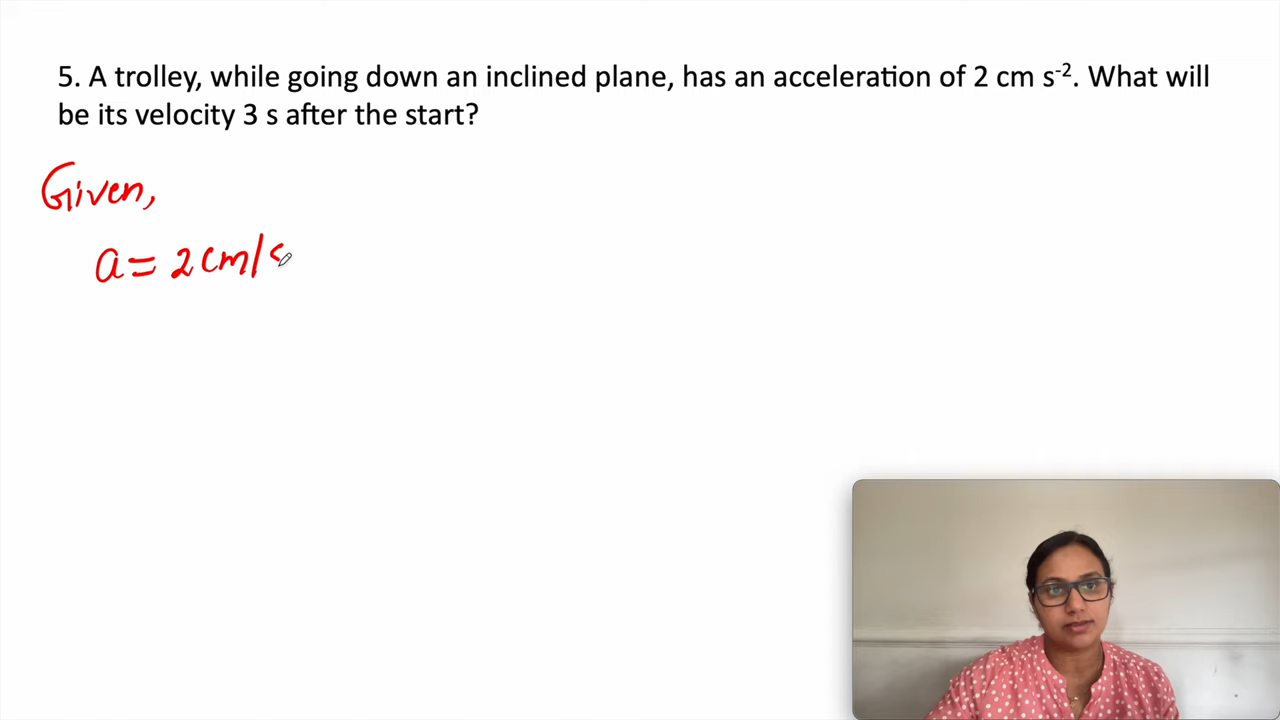 5. A trolley, while going down an inclined plane, has an acceleration of 2 cm s⁻². What will
be its velocity 3 s after the start?
Given,
a = 2 cm/s